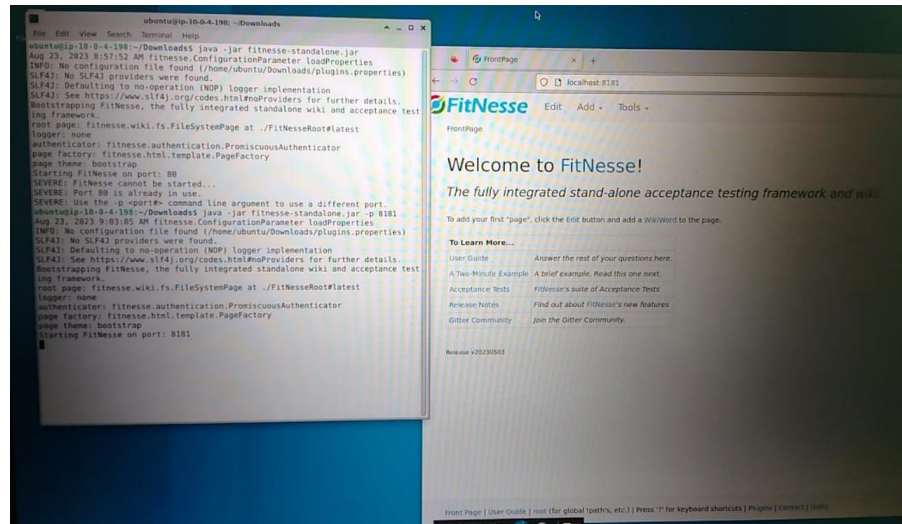 ubuntu@ip-10-0-4-198: ~/Downloads
File Edit View Search Terminal Help
ubuntu@ip-10-0-4-198:~/Downloads$ java -jar fitnesse-standalone.jar
Aug 23, 2023 8:57:52 AM fitnesse.ConfigurationParameter loadProperties
INFO: No configuration file found (/home/ubuntu/Downloads/plugins.properties)
SLF4J: No SLF4J providers were found.
SLF4J: Defaulting to no-operation (NOP) logger implementation
SLF4J: See https://www.slf4j.org/codes.html#noProviders for further details.
Bootstrapping FitNesse, the fully integrated standalone wiki and acceptance test
ing framework.
root page: fitnesse.wiki.fs.FileSystemPage at ./FitNesseRoot#latest
logger: none
authenticator: fitnesse.authentication.PromiscuousAuthenticator
page factory: fitnesse.html.template.PageFactory
page theme: bootstrap
Starting FitNesse on port: 80
SEVERE: FitNesse cannot be started...
SEVERE: Port 80 is already in use.
SEVERE: Use the -p <port#> command line argument to use a different port.
ubuntu@ip-10-0-4-198:~/Downloads$ java -jar fitnesse-standalone.jar -p 8181
Aug 23, 2023 9:03:05 AM fitnesse.ConfigurationParameter loadProperties
INFO: No configuration file found (/home/ubuntu/Downloads/plugins.properties)
SLF4J: No SLF4J providers were found.
SLF4J: Defaulting to no-operation (NOP) logger implementation
SLF4J: See https://www.slf4j.org/codes.html#noProviders for further details.
Bootstrapping FitNesse, the fully integrated standalone wiki and acceptance test
ing framework.
root page: fitnesse.wiki.fs.FileSystemPage at ./FitNesseRoot#latest
logger: none
authenticator: fitnesse.authentication.PromiscuousAuthenticator
page factory: fitnesse.html.template.PageFactory
page theme: bootstrap
Starting FitNesse on port: 8181
FrontPage
localhost:8181
FitNesse Edit Add Tools
FrontPage
Welcome to FitNesse!
The fully integrated stand-alone acceptance testing framework and wiki.
To add your first "page", click the Edit button and add a WikiWord to the page.
To Learn More...
User Guide Answer the rest of your questions here.
A Two-Minute Example A brief example. Read this one next.
Acceptance Tests FitNesse's suite of Acceptance Tests
Release Notes Find out about FitNesse's new features
Gitter Community Join the Gitter Community.
Release v20230503
Front Page | User Guide | root (for global !path's, etc.) | Press '?' for keyboard shortcuts | Plugins | Contact |